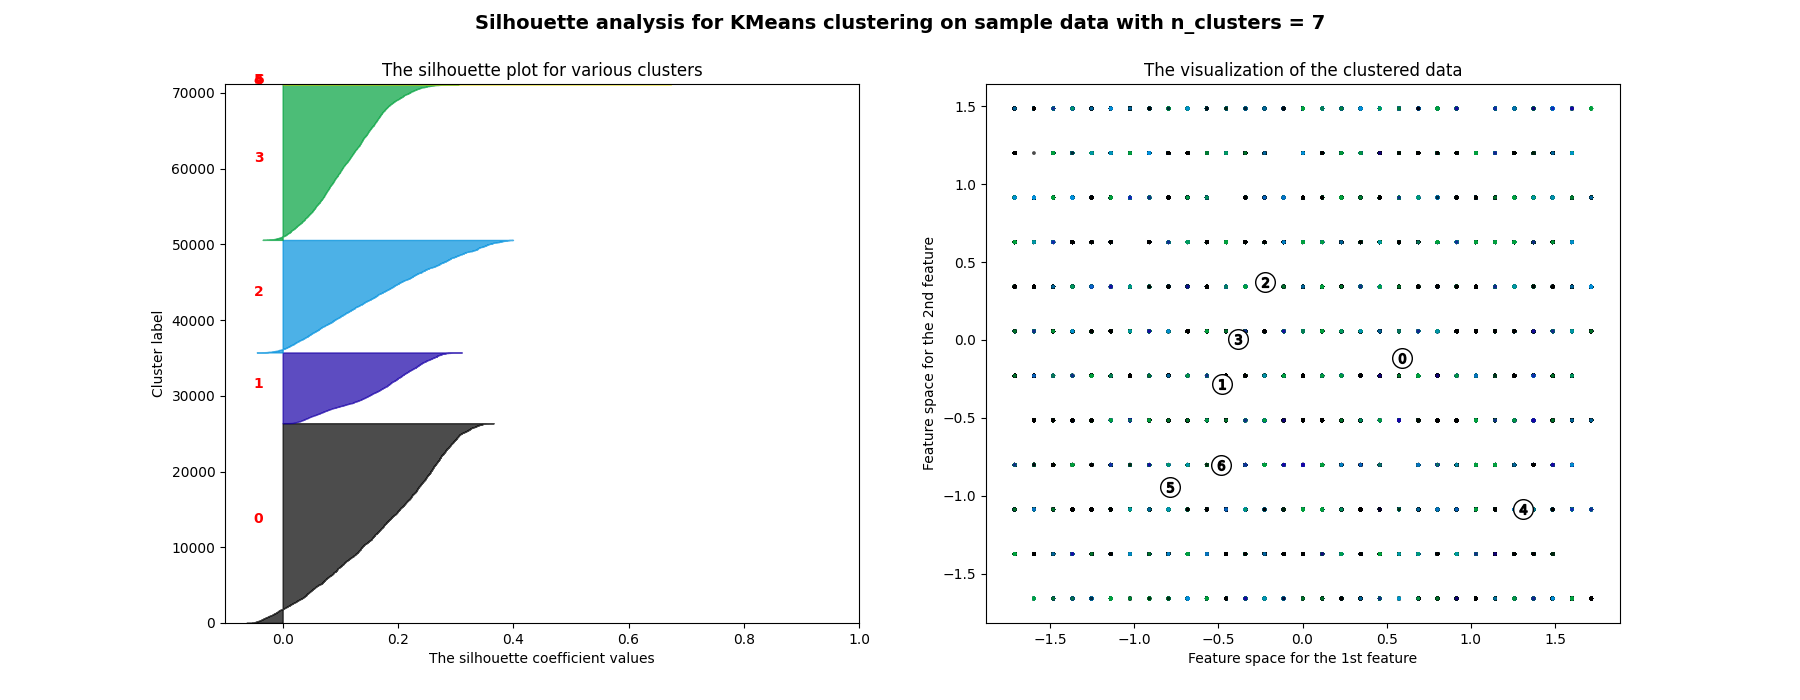 Silhouette analysis for KMeans clustering on sample data with n_clusters = 7
The silhouette plot for various clusters
70000
60000
50000
40000
30000
20000
10000
0
Cluster label
3
2
1
0
0.0 0.2 0.4 0.6 0.8 1.0
The silhouette coefficient values
The visualization of the clustered data
1.5
1.0
0.5
0.0
−0.5
−1.0
−1.5
Feature space for the 2nd feature
2
3
0
1
6
5
4
−1.5 −1.0 −0.5 0.0 0.5 1.0 1.5
Feature space for the 1st feature